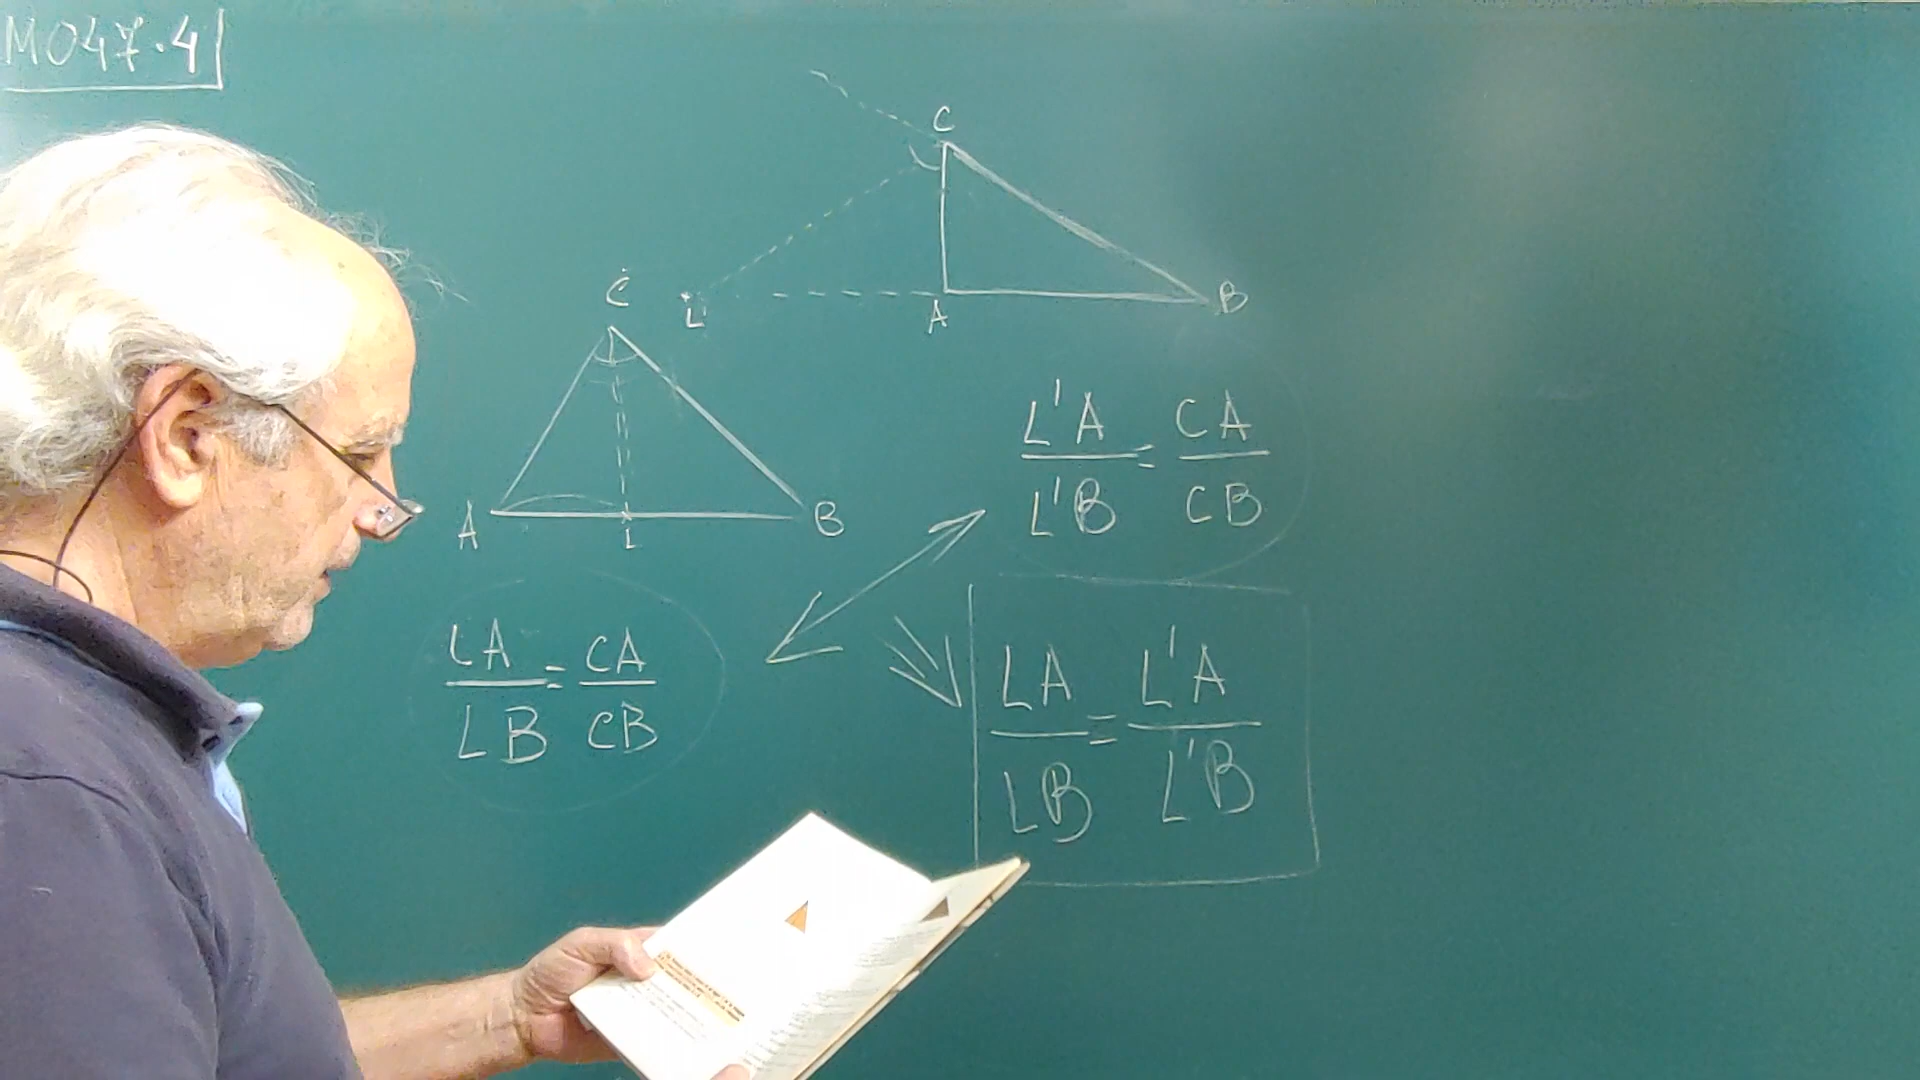 M047.4
C
L'
A
B
C
A
L
B
L'A = CA
L'B CB
LA = CA
LB CB
LA = L'A
LB L'B